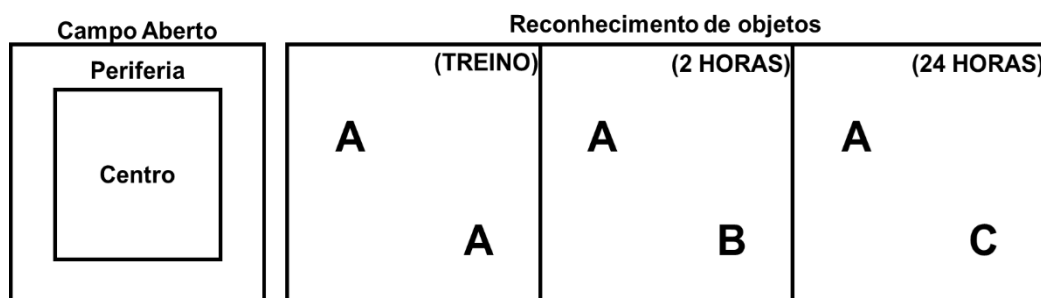 Campo Aberto
Periferia
Centro
Reconhecimento de objetos
(TREINO)
A
A
(2 HORAS)
A
B
(24 HORAS)
A
C